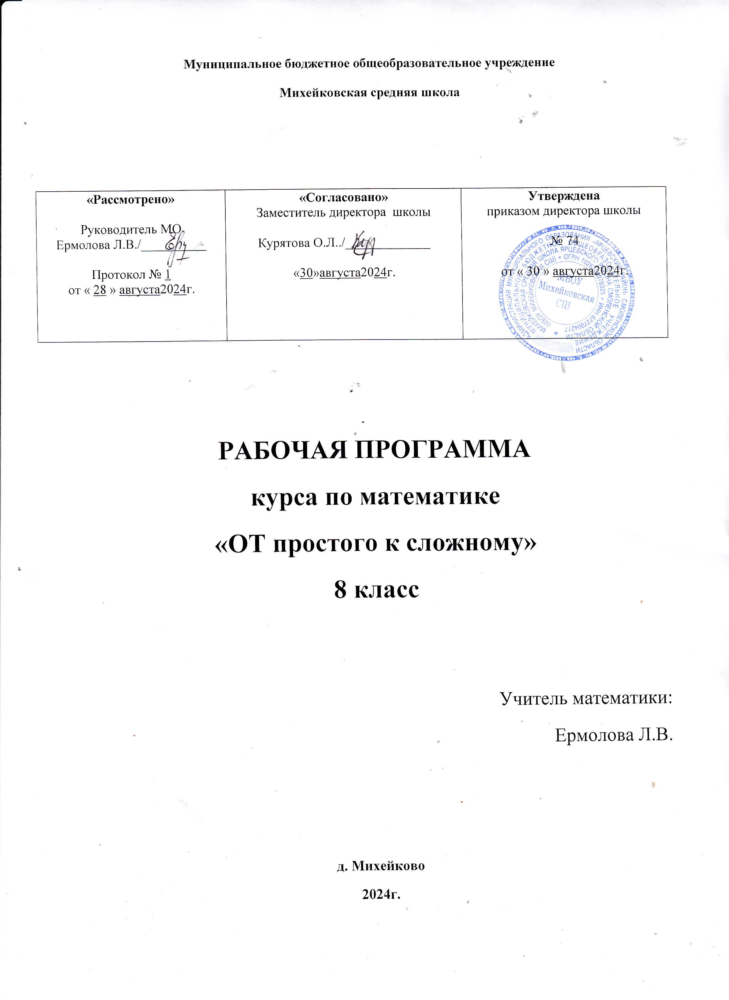 Муниципальное бюджетное общеобразовательное учреждение
Михейковская средняя школа
«Рассмотрено»
Руководитель МО
Ермолова Л.В./
Протокол № 1
от « 28 » августа2024г.
«Согласовано»
Заместитель директора школы
Курятова О.Л../
«30»августа2024г.
Утверждена
приказом директора школы
№ 74
от « 30 » августа2024г.
МБОУ
Михейковская
СШ
РАБОЧАЯ ПРОГРАММА
курса по математике
«ОТ простого к сложному»
8 класс
Учитель математики:
Ермолова Л.В.
д. Михейково
2024г.